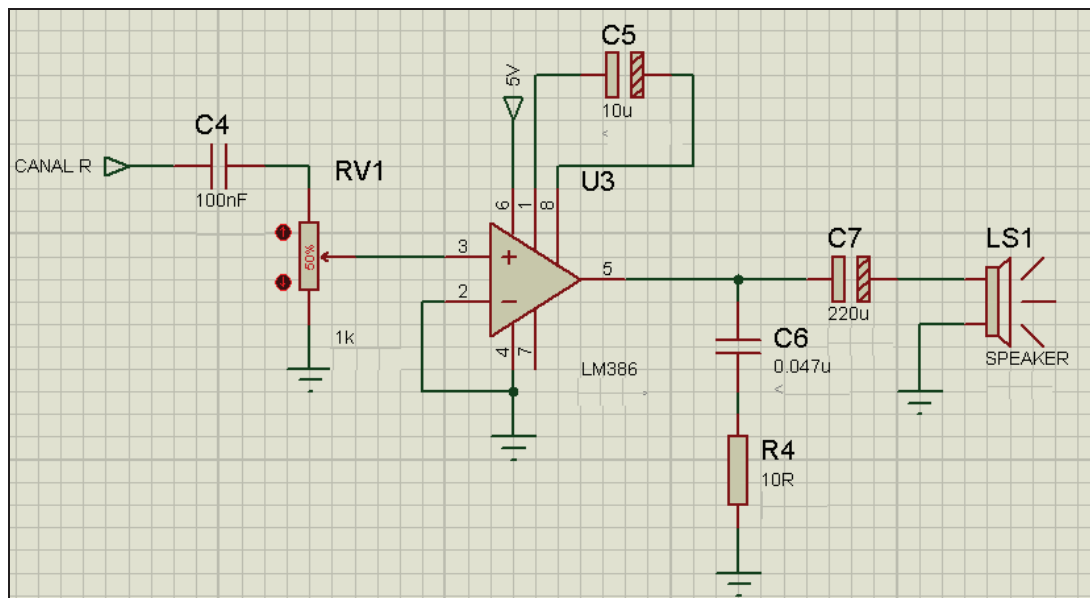 C5
10u
5V
C4
100nF
CANAL R
RV1
50%
1k
U3
6
1
8
3
+
2
−
5
4
7
LM386
C7
220u
LS1
SPEAKER
C6
0.047u
R4
10R